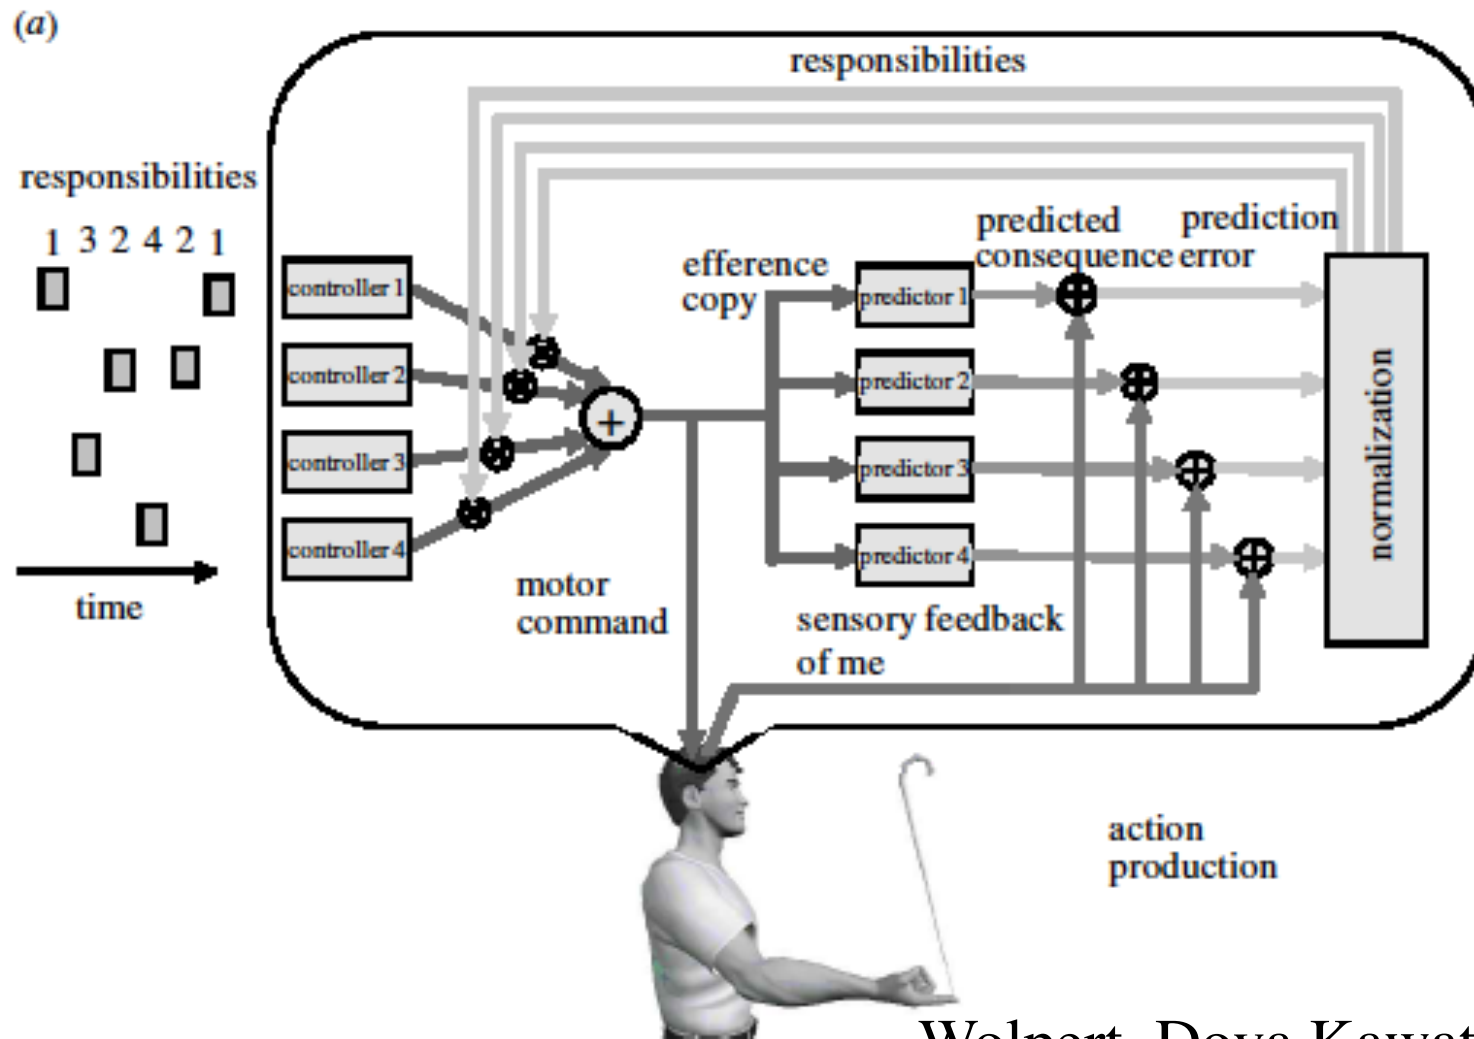 (a)
responsibilities
responsibilities
1 3 2 4 2 1
time
controller 1
controller 2
controller 3
controller 4
+
motor
command
efference
copy
predictor 1
predictor 2
predictor 3
predictor 4
predicted
consequence
prediction
error
normalization
sensory feedback
of me
action
production
Wolpert, Doya